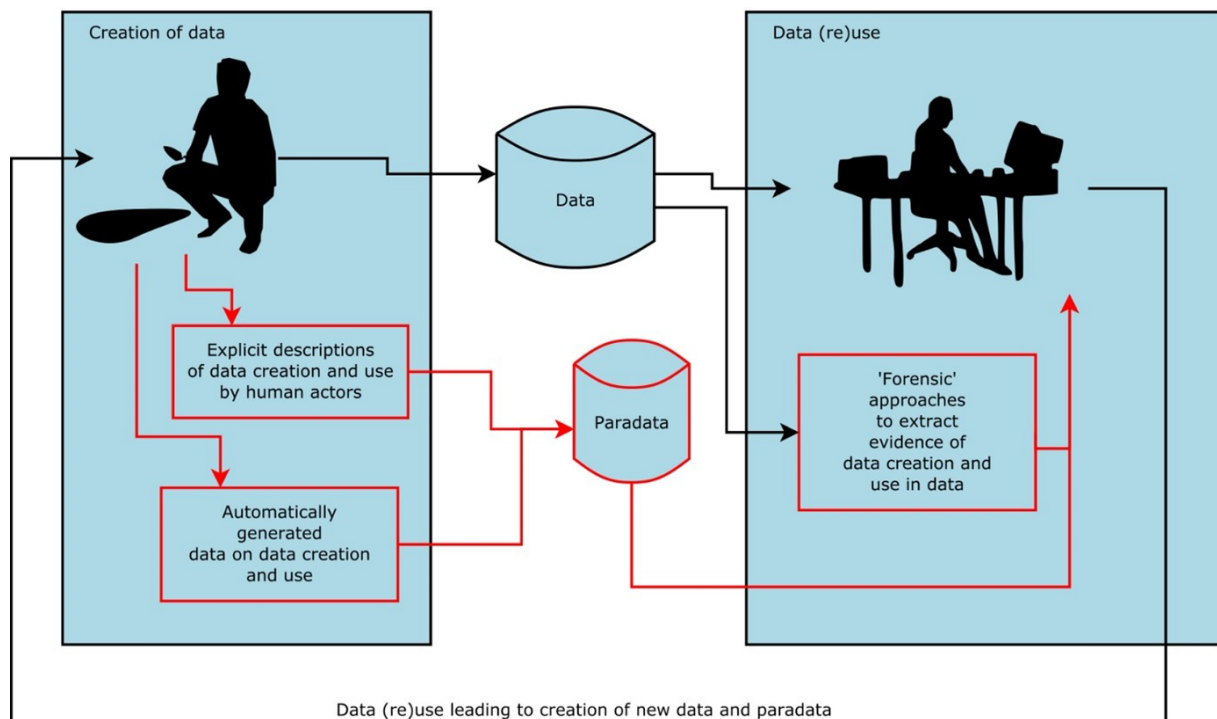 Creation of data
Data (re)use
Data
Explicit descriptions
of data creation and use
by human actors
Paradata
'Forensic'
approaches
to extract
evidence of
data creation and
use in data
Automatically
generated
data on data creation
and use
Data (re)use leading to creation of new data and paradata